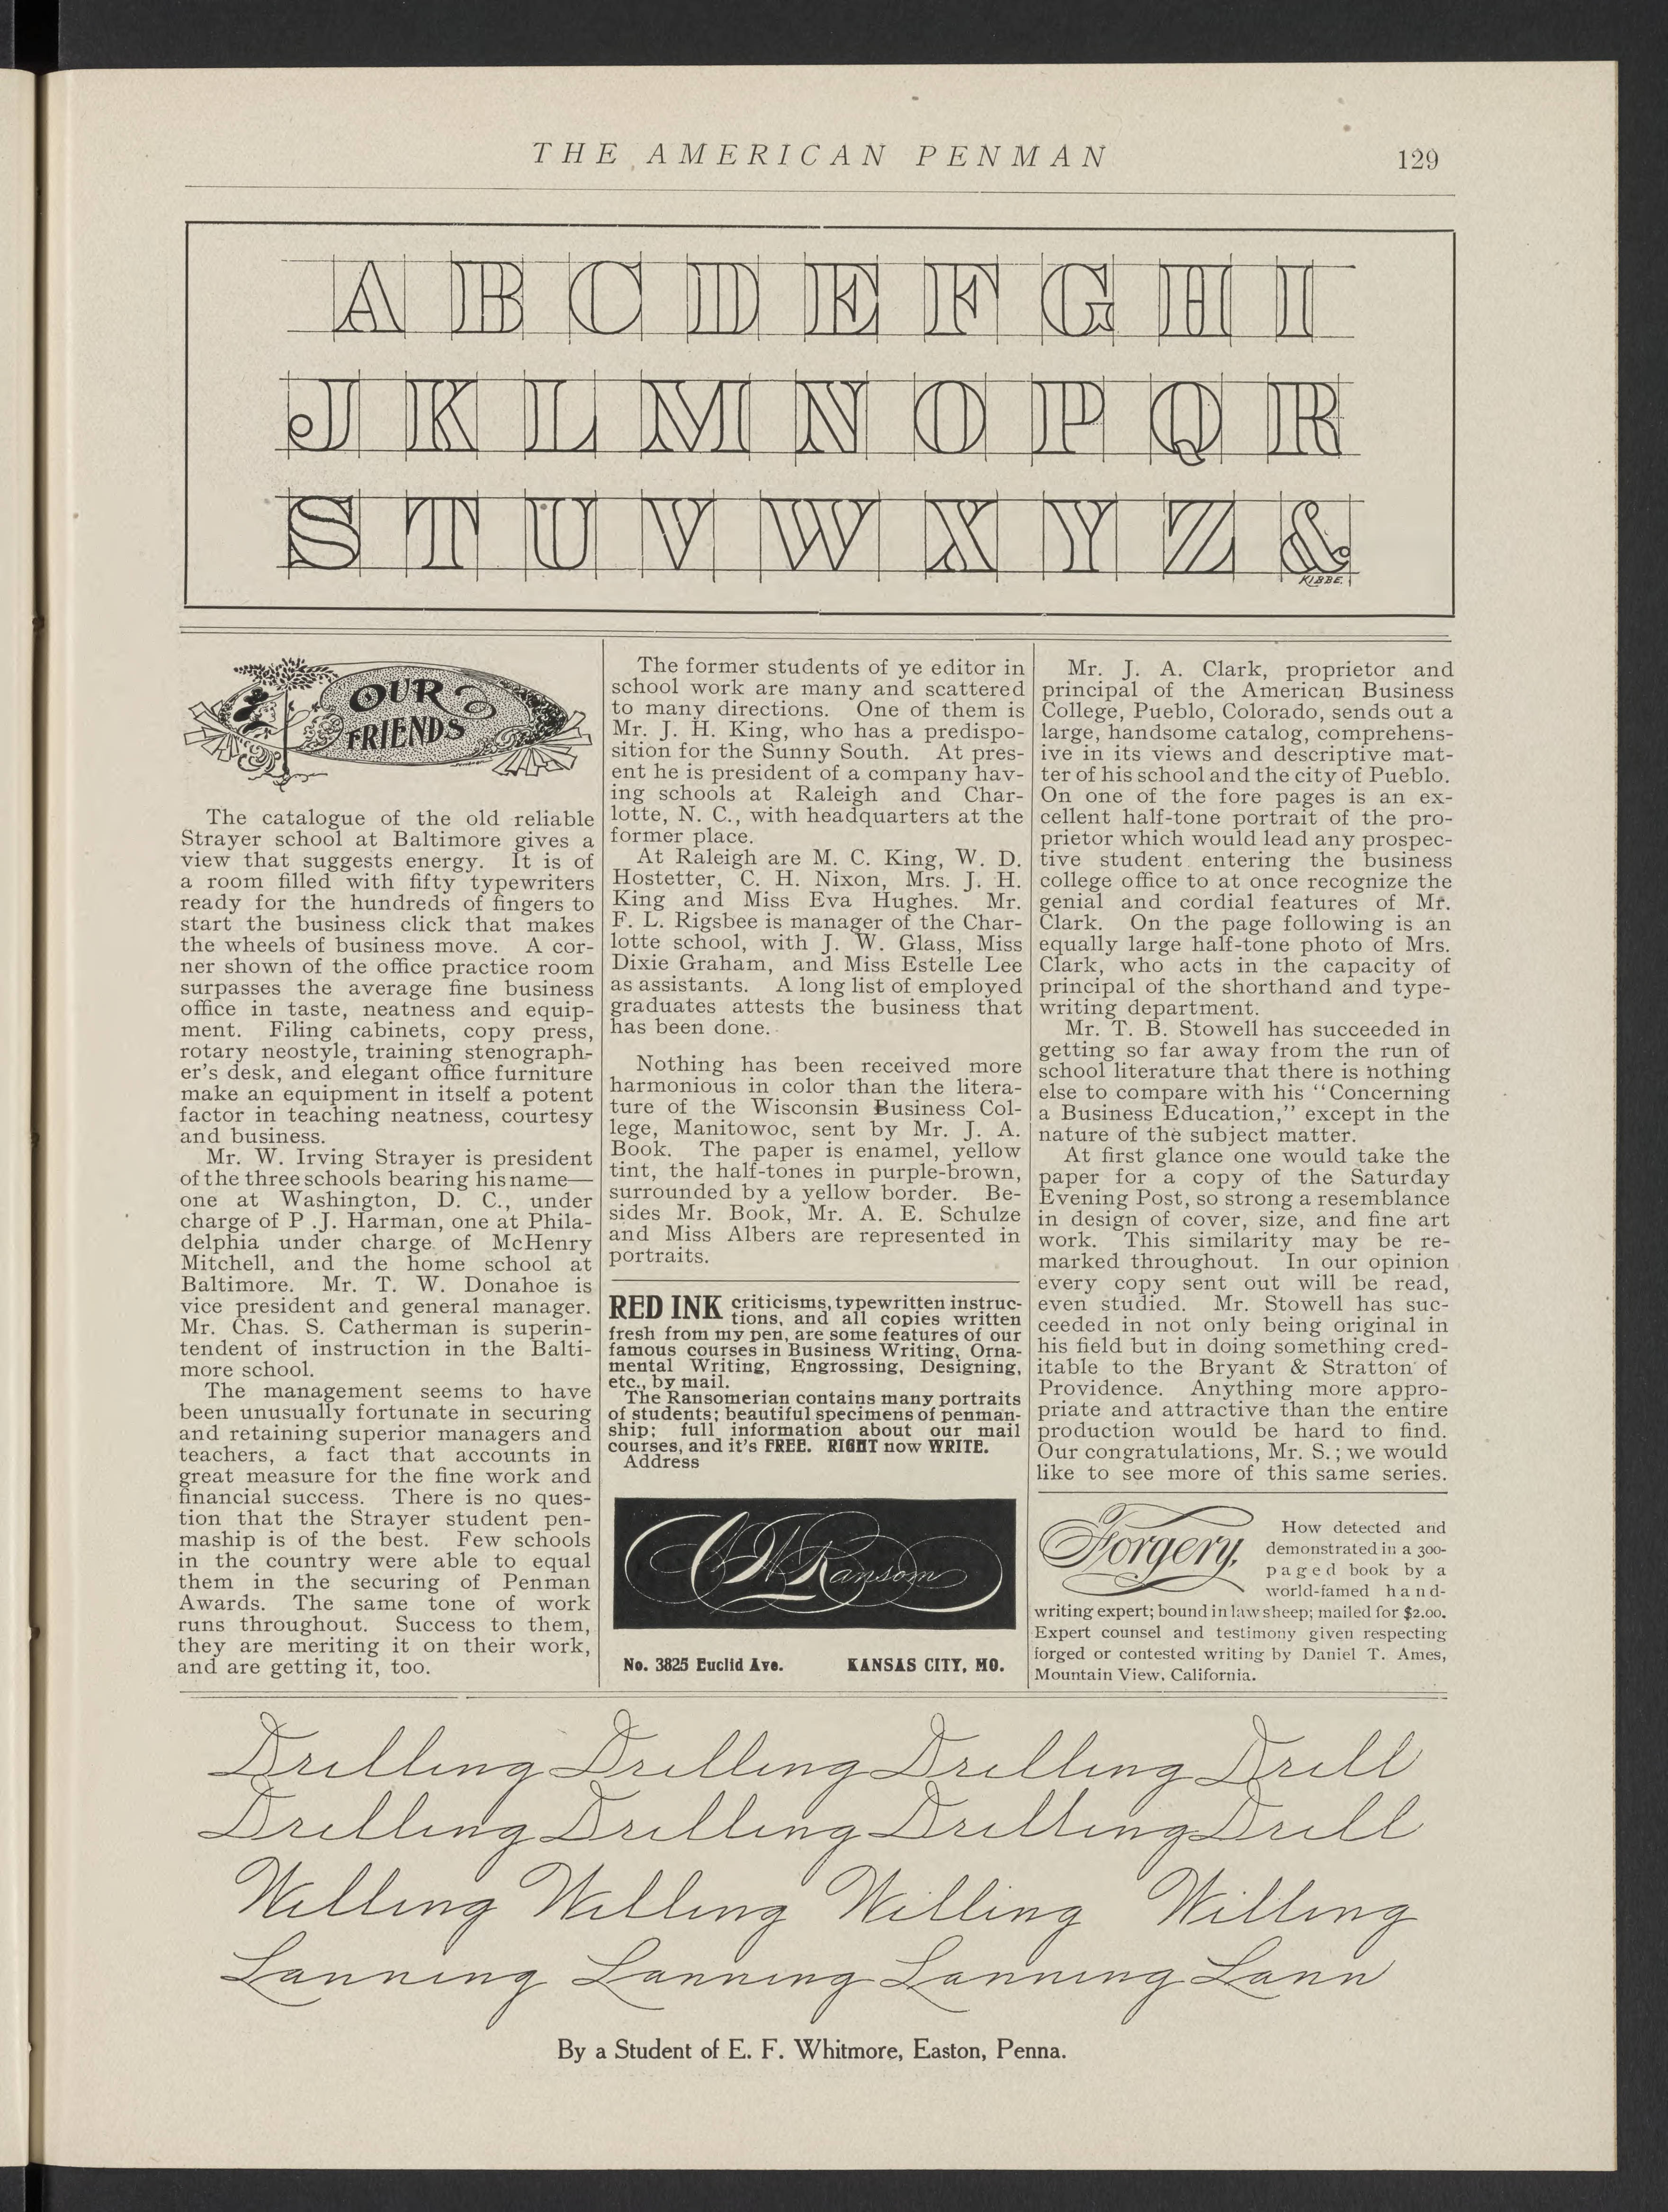 THE AMERICAN PENMAN
129
A B C D E F G H I
J K L M N O P Q R
S T U V W X Y Z &
KIBBE.
OUR
FRIENDS
The catalogue of the old reliable
Strayer school at Baltimore gives a
view that suggests energy. It is of
a room filled with fifty typewriters
ready for the hundreds of fingers to
start the business click that makes
the wheels of business move. A cor-
ner shown of the office practice room
surpasses the average fine business
office in taste, neatness and equip-
ment. Filing cabinets, copy press,
rotary neostyle, training stenograph-
er's desk, and elegant office furniture
make an equipment in itself a potent
factor in teaching neatness, courtesy
and business.
Mr. W. Irving Strayer is president
of the three schools bearing his name—
one at Washington, D. C., under
charge of P .J. Harman, one at Phila-
delphia under charge of McHenry
Mitchell, and the home school at
Baltimore. Mr. T. W. Donahoe is
vice president and general manager.
Mr. Chas. S. Catherman is superin-
tendent of instruction in the Balti-
more school.
The management seems to have
been unusually fortunate in securing
and retaining superior managers and
teachers, a fact that accounts in
great measure for the fine work and
financial success. There is no ques-
tion that the Strayer student pen-
maship is of the best. Few schools
in the country were able to equal
them in the securing of Penman
Awards. The same tone of work
runs throughout. Success to them,
they are meriting it on their work,
and are getting it, too.
The former students of ye editor in
school work are many and scattered
to many directions. One of them is
Mr. J. H. King, who has a predispo-
sition for the Sunny South. At pres-
ent he is president of a company hav-
ing schools at Raleigh and Char-
lotte, N. C., with headquarters at the
former place.
At Raleigh are M. C. King, W. D.
Hostetter, C. H. Nixon, Mrs. J. H.
King and Miss Eva Hughes. Mr.
F. L. Rigsbee is manager of the Char-
lotte school, with J. W. Glass, Miss
Dixie Graham, and Miss Estelle Lee
as assistants. A long list of employed
graduates attests the business that
has been done.
Nothing has been received more
harmonious in color than the litera-
ture of the Wisconsin Business Col-
lege, Manitowoc, sent by Mr. J. A.
Book. The paper is enamel, yellow
tint, the half-tones in purple-brown,
surrounded by a yellow border. Be-
sides Mr. Book, Mr. A. E. Schulze
and Miss Albers are represented in
portraits.
RED INK criticisms, typewritten instruc-
tions, and all copies written
fresh from my pen, are some features of our
famous courses in Business Writing, Orna-
mental Writing, Engrossing, Designing,
etc., by mail.
The Ransomerian contains many portraits
of students; beautiful specimens of penman-
ship; full information about our mail
courses, and it's FREE. RIGHT now WRITE.
Address
C W Ransom
No. 3825 Euclid Ave. KANSAS CITY, MO.
Mr. J. A. Clark, proprietor and
principal of the American Business
College, Pueblo, Colorado, sends out a
large, handsome catalog, comprehens-
ive in its views and descriptive mat-
ter of his school and the city of Pueblo.
On one of the fore pages is an ex-
cellent half-tone portrait of the pro-
prietor which would lead any prospec-
tive student entering the business
college office to at once recognize the
genial and cordial features of Mr.
Clark. On the page following is an
equally large half-tone photo of Mrs.
Clark, who acts in the capacity of
principal of the shorthand and type-
writing department.
Mr. T. B. Stowell has succeeded in
getting so far away from the run of
school literature that there is nothing
else to compare with his "Concerning
a Business Education," except in the
nature of the subject matter.
At first glance one would take the
paper for a copy of the Saturday
Evening Post, so strong a resemblance
in design of cover, size, and fine art
work. This similarity may be re-
marked throughout. In our opinion
every copy sent out will be read,
even studied. Mr. Stowell has suc-
ceeded in not only being original in
his field but in doing something cred-
itable to the Bryant & Stratton of
Providence. Anything more appro-
priate and attractive than the entire
production would be hard to find.
Our congratulations, Mr. S.; we would
like to see more of this same series.
Forgery,
How detected and
demonstrated in a 300-
paged book by a
world-famed hand-
writing expert; bound in law sheep; mailed for $2.00.
Expert counsel and testimony given respecting
forged or contested writing by Daniel T. Ames,
Mountain View, California.
Drilling Drilling Drilling Drill
Drilling Drilling Drilling Drill
Willing Willing Willing Willing
Lanning Lanning Lanning Lann
By a Student of E. F. Whitmore, Easton, Penna.